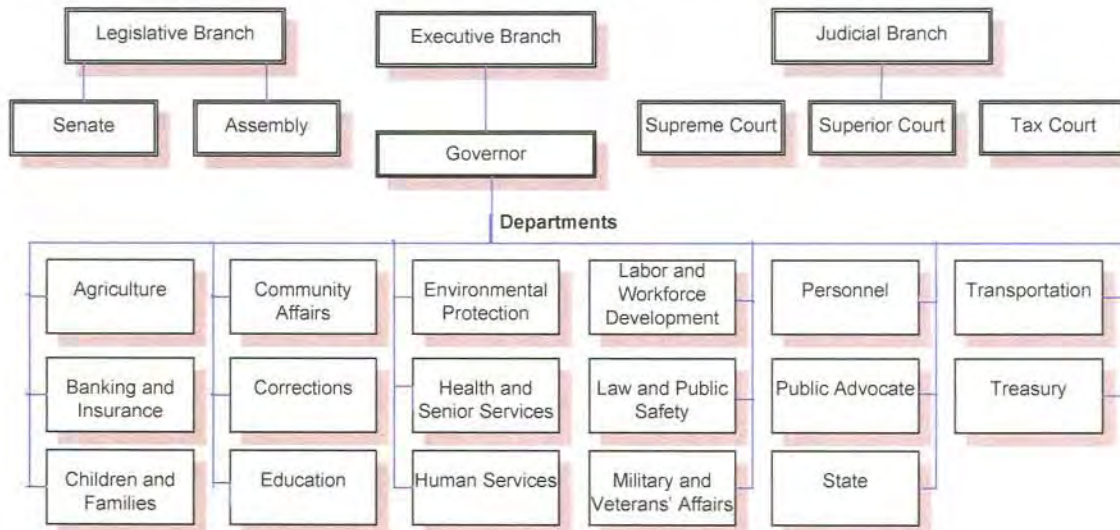 Legislative Branch
Executive Branch
Judicial Branch
Senate
Assembly
Governor
Supreme Court
Superior Court
Tax Court
Departments
Agriculture
Community
Affairs
Environmental
Protection
Labor and
Workforce
Development
Personnel
Transportation
Banking and
Insurance
Corrections
Health and
Senior Services
Law and Public
Safety
Public Advocate
Treasury
Children and
Families
Education
Human Services
Military and
Veterans' Affairs
State